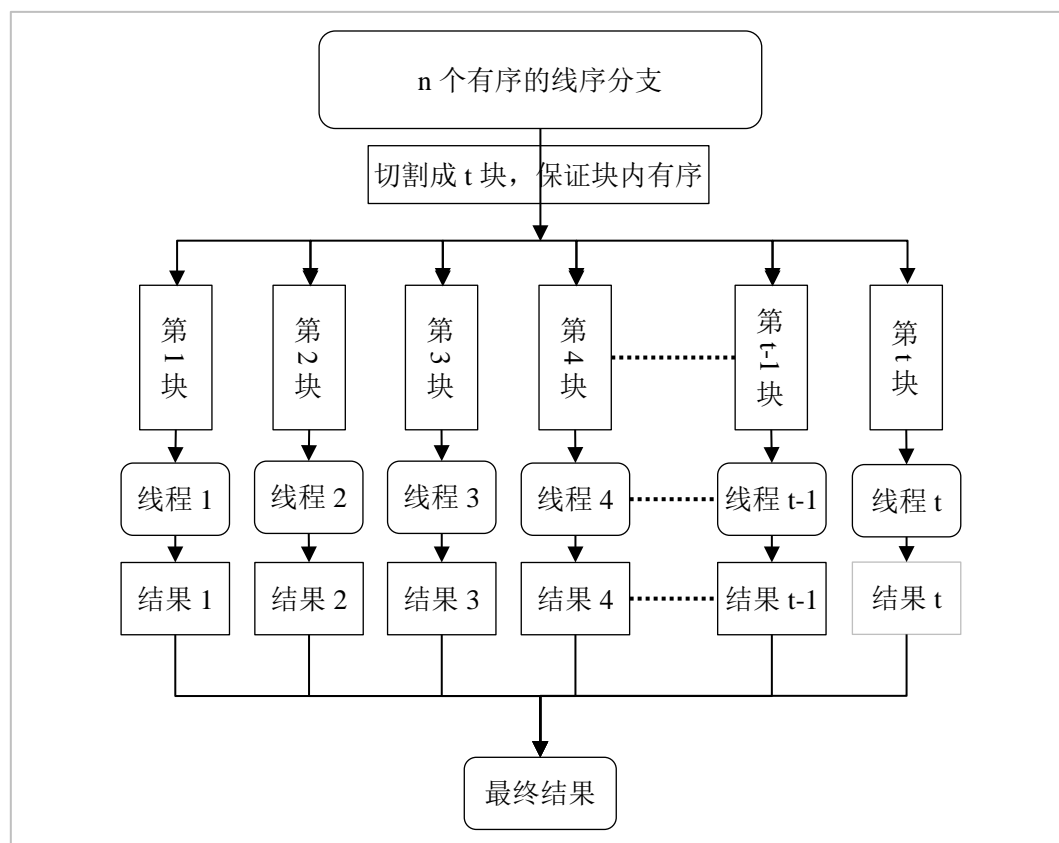 n 个有序的线序分支
切割成 t 块，保证块内有序
第1块
第2块
第3块
第4块
第t-1块
第t块
线程 1
线程 2
线程 3
线程 4
线程 t-1
线程 t
结果 1
结果 2
结果 3
结果 4
结果 t-1
结果 t
最终结果